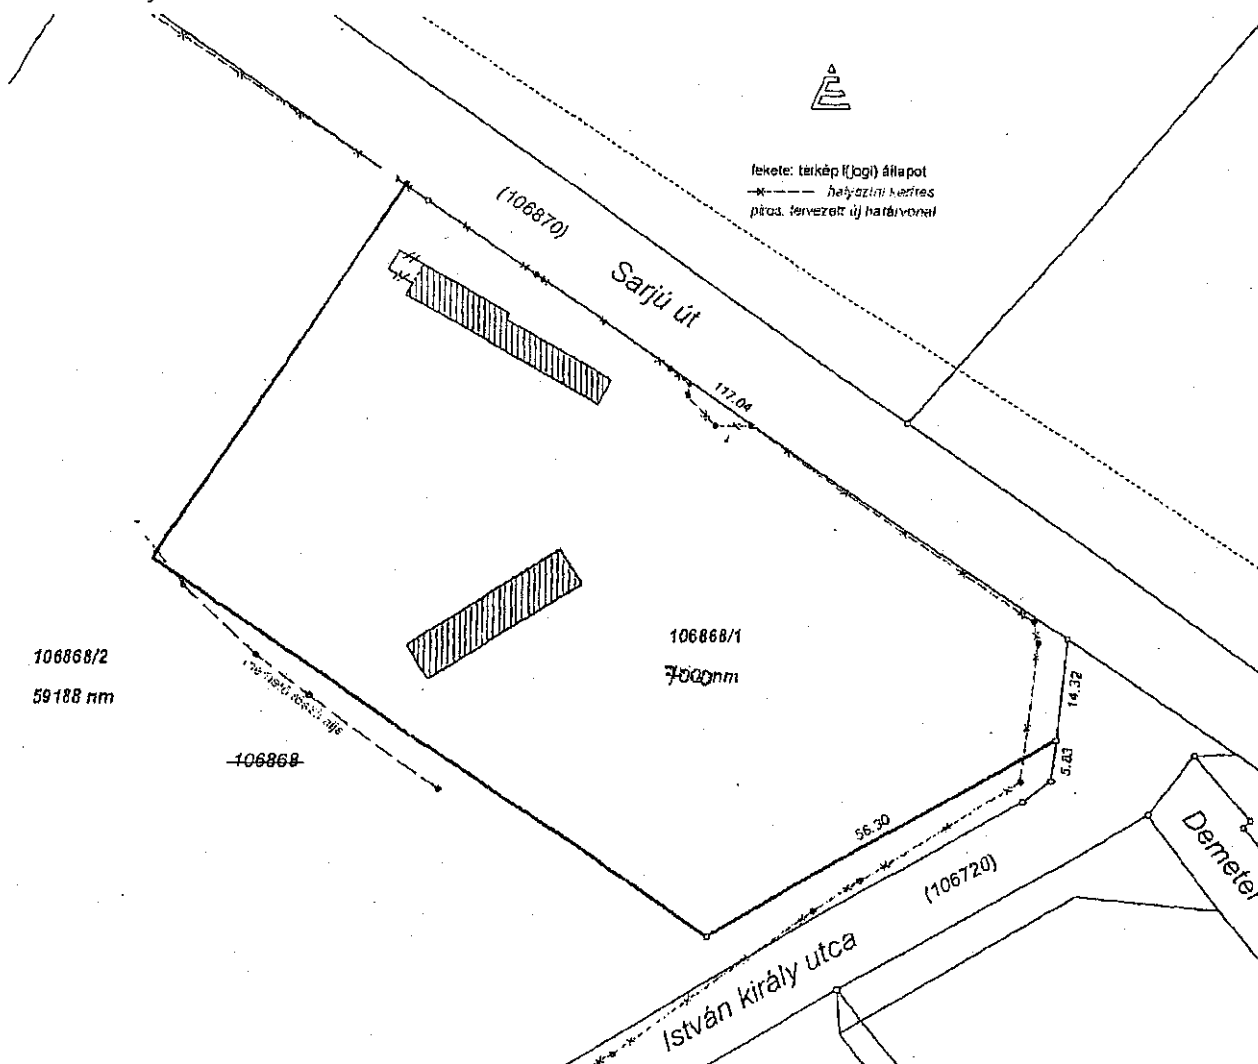 fekete: térkép i(jogi) állapot
helyszíni kerítés
piros: tervezett új határvonal
(106870)
Sarjú út
117.04
106868/1
7000nm
106868/2
59188 nm
106868
14.32
5.83
56.30
(106720)
István király utca
Demeter